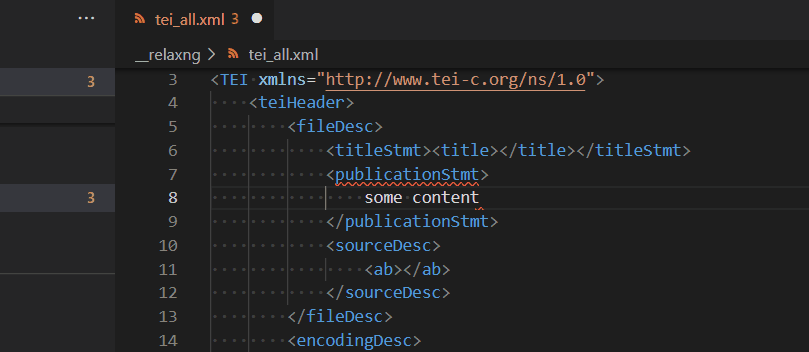 ...
tei_all.xml 3
3
__relaxng > tei_all.xml
3 <TEI xmlns="http://www.tei-c.org/ns/1.0">
4 <teiHeader>
5 <fileDesc>
6 <titleStmt><title></title></titleStmt>
7 <publicationStmt>
3
8 some content
9 </publicationStmt>
10 <sourceDesc>
11 <ab></ab>
12 </sourceDesc>
13 </fileDesc>
14 <encodingDesc>